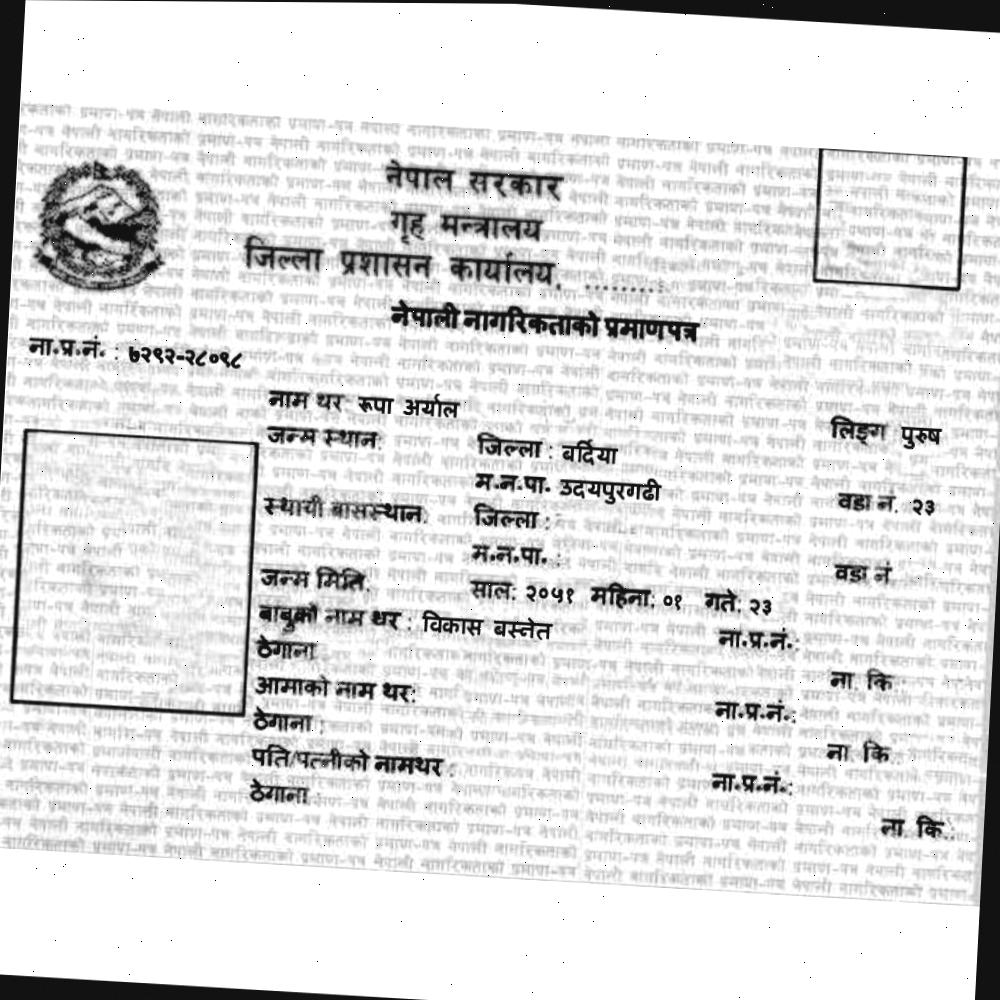 नेपाल सरकार
गृह मन्त्रालय
जिल्ला प्रशासन कार्यालय. .........
नेपाली नागरिकताको प्रमाणपत्र
ना.प्र.नं. : ७२९२-२८०९८
नाम थर रूपा अर्याल लिङ्ग पुरुष
जन्म स्थान: जिल्ला : बर्दिया
म.न.पा. उदयपुरगढी वडा नं. २३
स्थायी बासस्थान: जिल्ला :
म.न.पा. : वडा नं
जन्म मिति: साल: २०५१ महिना: ०१ गते: २३
बाबुको नाम थर : विकास बस्नेत ना.प्र.नं.:
ठेगाना ना. कि
आमाको नाम थर: ना.प्र.नं.:
ठेगाना : ना कि.:
पति/पत्नीको नामथर : ना.प्र.नं.:
ठेगाना ना. कि.: